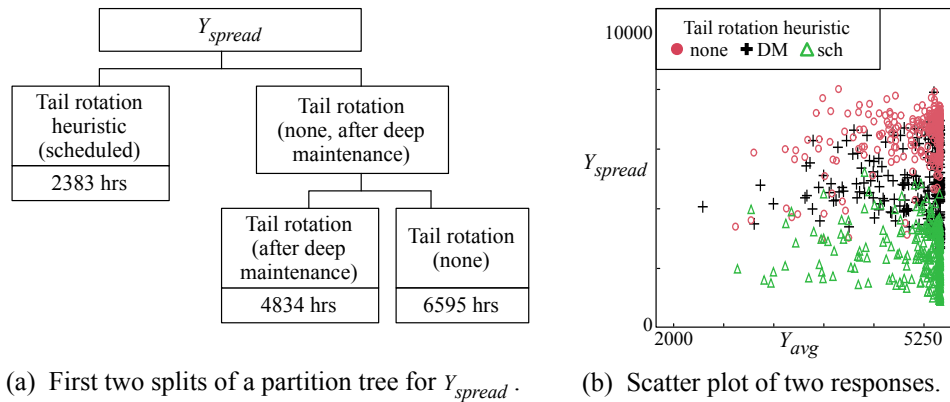 Y_spread
Tail rotation
heuristic
(scheduled)
2383 hrs
Tail rotation
(none, after deep
maintenance)
Tail rotation
(after deep
maintenance)
4834 hrs
Tail rotation
(none)
6595 hrs
(a) First two splits of a partition tree for Y_spread .
10000
Tail rotation heuristic
none DM sch
Y_spread
0
2000 Y_avg 5250
(b) Scatter plot of two responses.